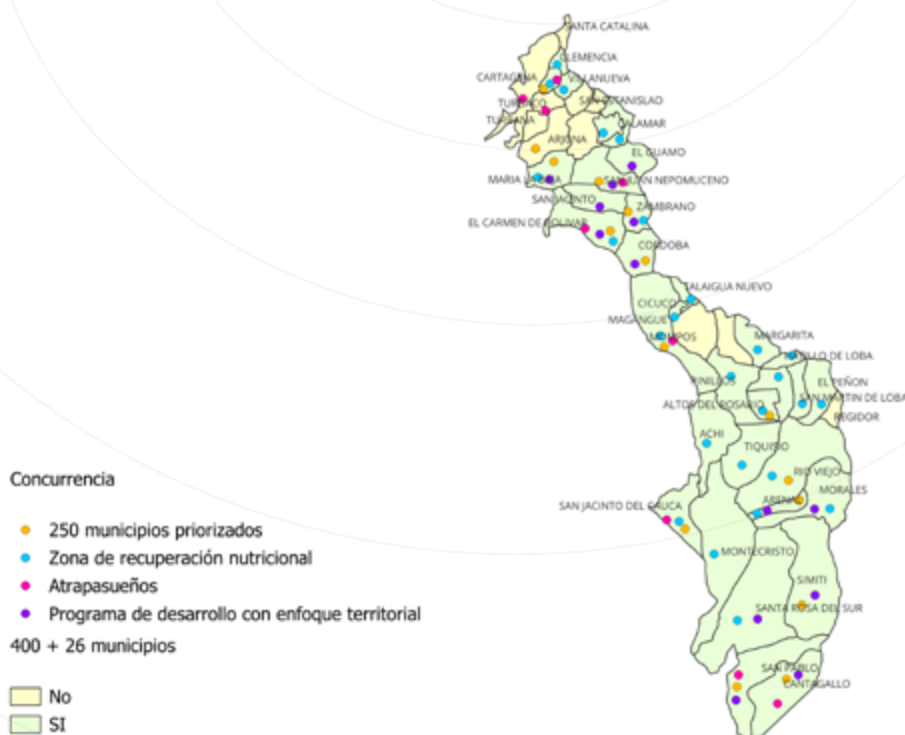 SANTA CATALINA
CLEMENCIA
CARTAGENA
VILLANUEVA
TURBACO
SAN ESTANISLAO
TURBANA
CALAMAR
ARJONA
EL GUAMO
MARIA LA BAJA
SAN JUAN NEPOMUCENO
SAN JACINTO
ZAMBRANO
EL CARMEN DE BOLIVAR
CORDOBA
TALAIGUA NUEVO
CICUCO
MAGANGUE
MOMPOS
MARGARITA
HATILLO DE LOBA
PINILLOS
EL PEÑON
SAN MARTIN DE LOBA
ALTOS DEL ROSARIO
REGIDOR
ACHI
TIQUISIO
RIO VIEJO
MORALES
ARENAL
SAN JACINTO DEL CAUCA
MONTECRISTO
SIMITI
SANTA ROSA DEL SUR
SAN PABLO
CANTAGALLO
Concurrencia
250 municipios priorizados
Zona de recuperación nutricional
Atrapasueños
Programa de desarrollo con enfoque territorial
400 + 26 municipios
No
SI